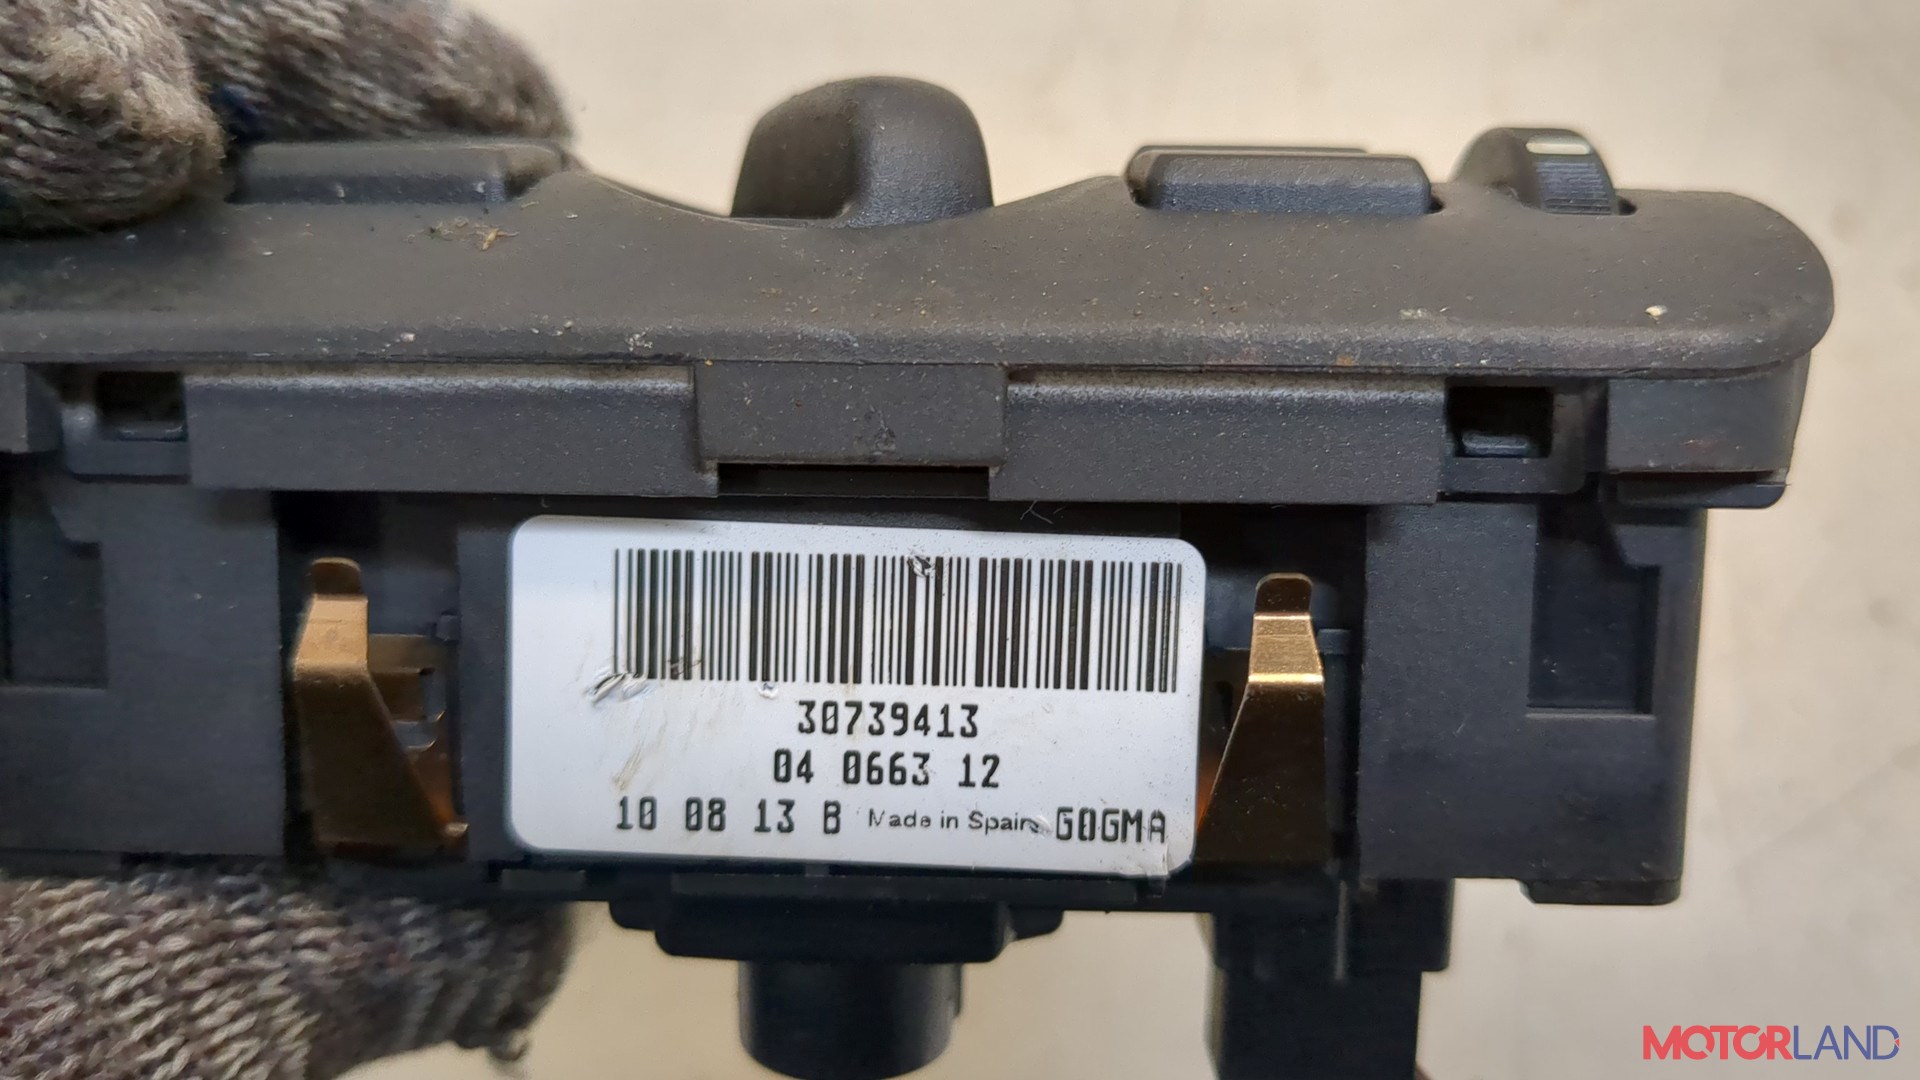 30739413
04 0663 12
10 08 13 B Made in Spain G0GMA
MOTORLAND